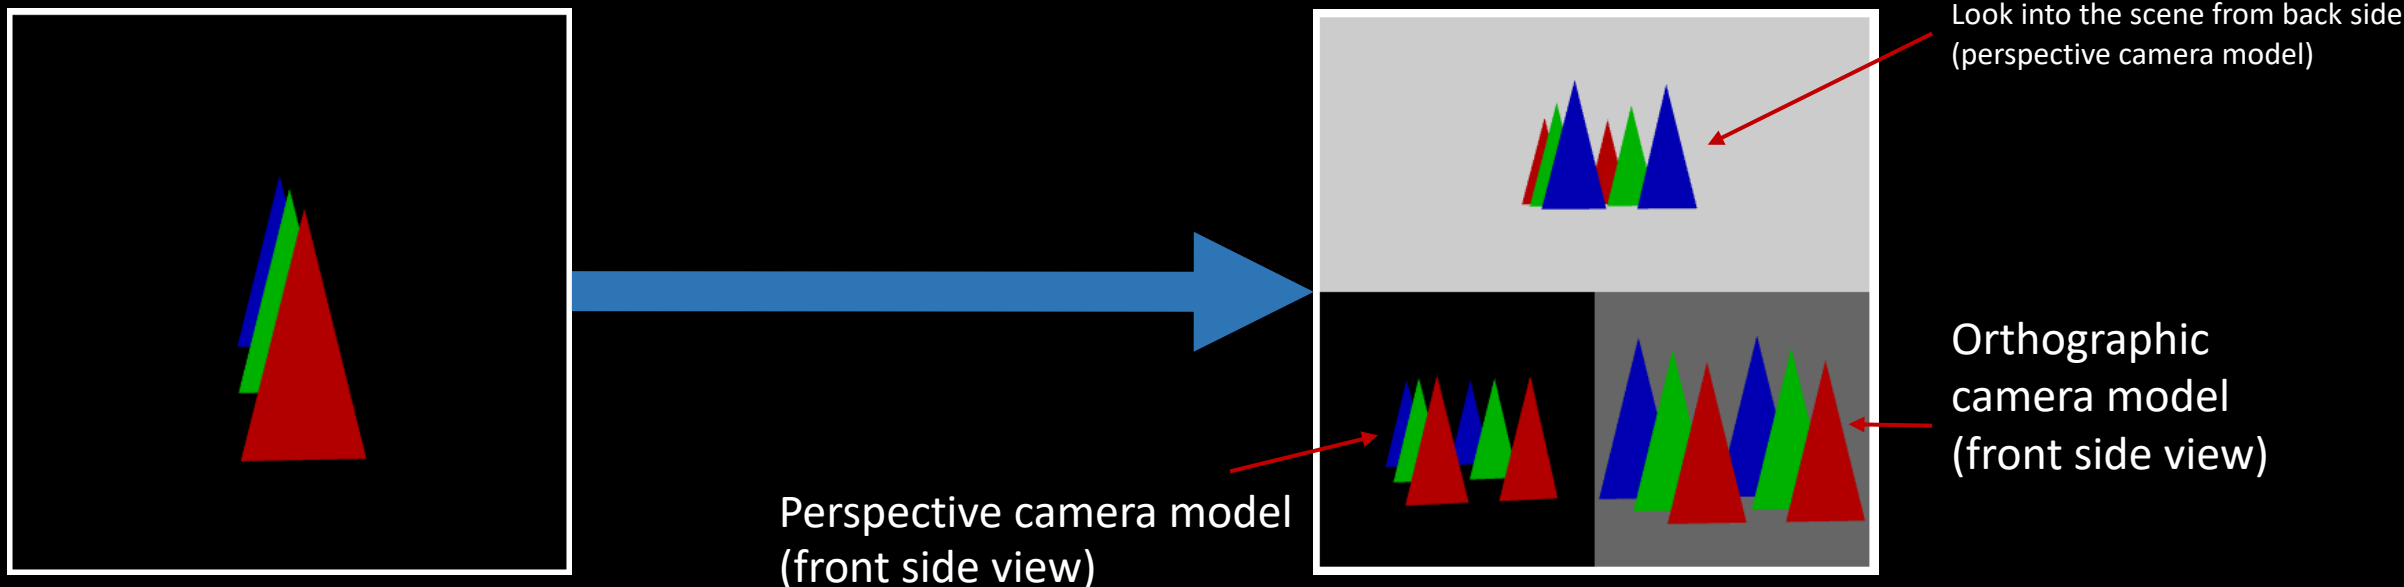 Look into the scene from back side
(perspective camera model)
Orthographic
camera model
(front side view)
Perspective camera model
(front side view)